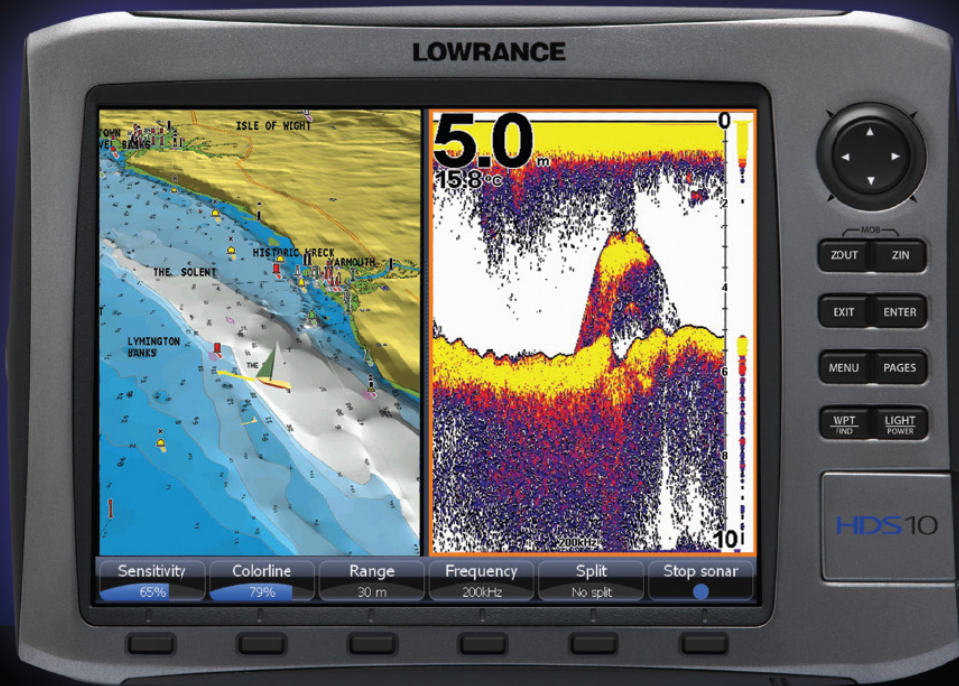 LOWRANCE
ISLE OF WIGHT
HISTORIC WRECK
YARMOUTH
THE SOLENT
LYMINGTON
BANKS
THE
5.0 m
15.8 °C
0
2
4
6
8
10
200kHz
MOB
ZOUT ZIN
EXIT ENTER
MENU PAGES
WPT LIGHT
FIND POWER
HDS10
Sensitivity Colorline Range Frequency Split Stop sonar
65% 79% 30 m 200kHz No split